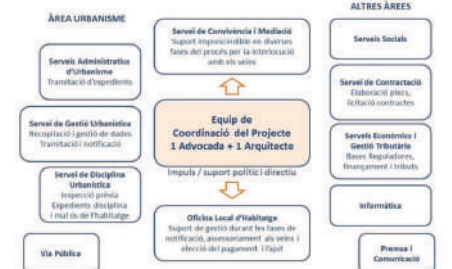 ÀREA URBANISME
Serveis Administratius
d'Urbanisme
Tramitació d'expedients
Servei de Gestió Urbanística
Recopilació i gestió de dades
Tramitació i notificació
Servei de Disciplina
Urbanística
Inspecció prèvia
Expedients disciplina
i mal ús de l'habitatge
Via Pública
Servei de Convivència i Mediació
Suport imprescindible en diverses
fases del procés per la interlocució
amb els veïns
Equip de
Coordinació del Projecte
1 Advocada + 1 Arquitecte
Impuls / suport polític i directiu
Oficina Local d'Habitatge
Suport de gestió durant les fases de
notificació, assessoriament als veïns i
elecció del pagament i l'ajut
ALTRES ÀREES
Serveis Socials
Servei de Contractació
Elaboració plecs,
licitació contractes
Serveis Econòmics i
Gestió Tributària
Bases Reguladores,
finançament i tributs
Informàtica
Premsa i
Comunicació